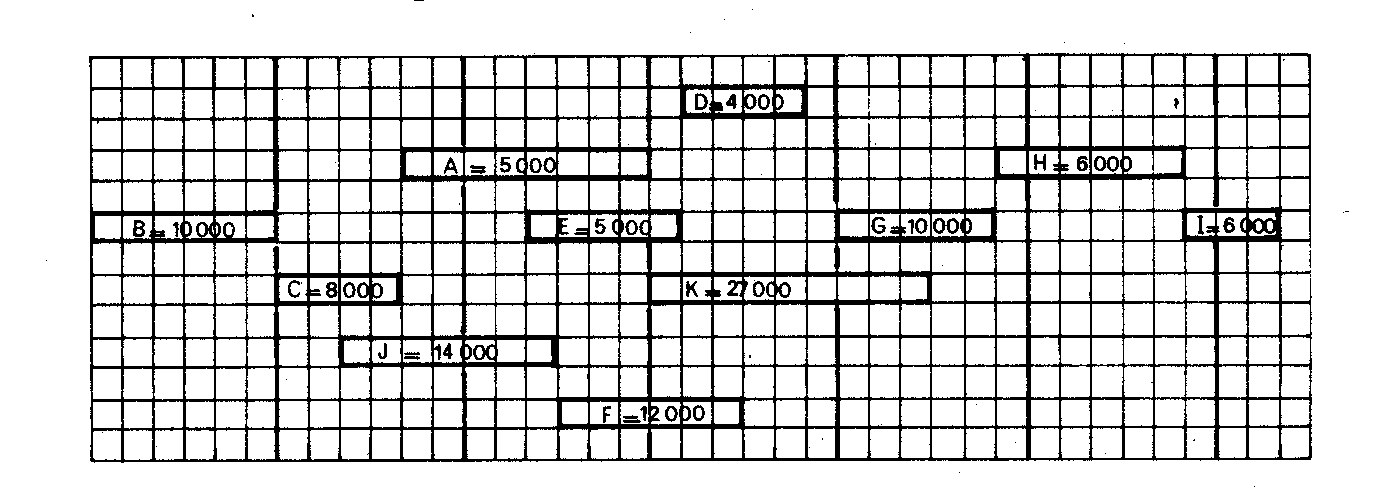 D=4 000
A = 5 000
H = 6 000
B=10 000
E=5 000
G=10 000
I=6 000
C=8 000
K=27 000
J = 14 000
F =12 000